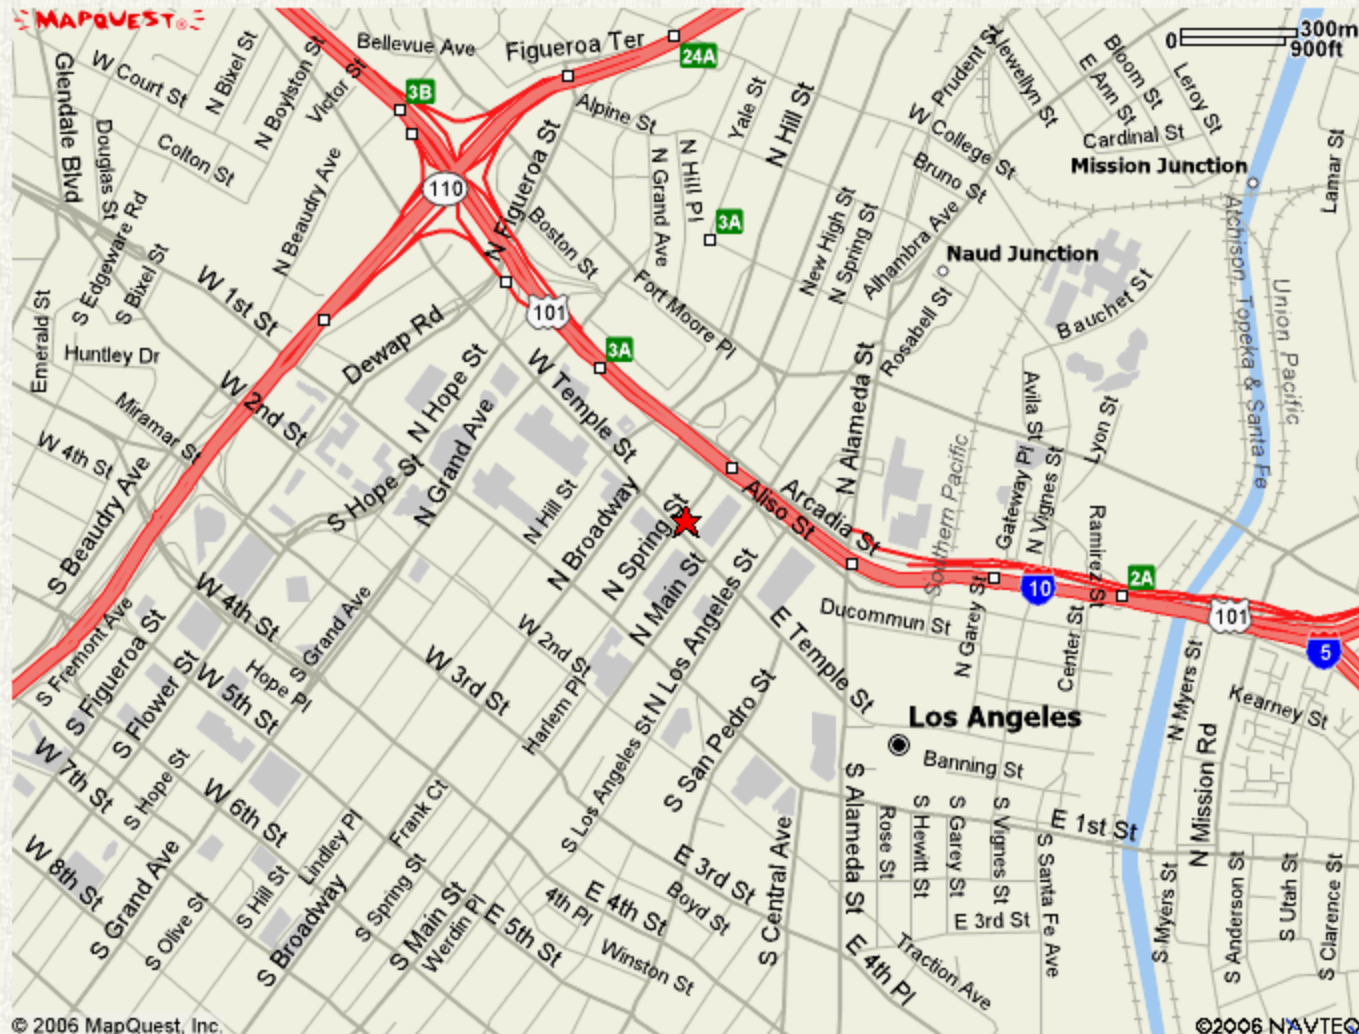 MAPQUEST
300m
0
900ft
Bellevue Ave
Figueroa Ter
24A
3B
Glendale Blvd
W Court St
N Bixel St
N Boylston St
Victor St
Douglas St
Colton St
N Beaudry Ave
Alpine St
Yale St
N Hill St
Prudent St
Llewellyn St
E Ann St
Bloom St
Leroy St
W College St
Cardinal St
Bruno St
Mission Junction
Lamar St
110
N Figueroa St
Boston St
N Grand Ave
N Hill Pl
3A
New High St
N Spring St
Alhambra Ave
Naud Junction
Atchison, Topeka & Santa Fe
Union Pacific
S Edgeware Rd
S Bixel St
W 1st St
Emerald St
Huntley Dr
Dewap Rd
101
3A
Fort Moore Pl
Rosabell St
Bauchet St
W 2nd St
Miramar St
W 4th St
S Beaudry Ave
N Hope St
S Hope St
N Grand Ave
W Temple St
N Hill St
N Broadway
N Spring St
N Main St
N Alameda St
Aliso St
Arcadia St
Southern Pacific
Avila St
Gateway Pl
N Vignes St
Lyon St
Ramirez St
10
2A
101
5
Ducommun St
N Garey St
Center St
N Myers St
Kearney St
S Fremont Ave
S Figueroa St
S Flower St
W 4th St
W 5th St
Hope Pl
S Grand Ave
W 3rd St
W 2nd St
Harlem Pl
N Los Angeles St
S Los Angeles St
S San Pedro St
E Temple St
Los Angeles
Banning St
N Mission Rd
W 7th St
S Hope St
W 6th St
W 8th St
S Grand Ave
S Olive St
S Hill St
Lindley Pl
S Broadway
Frank Ct
S Spring St
S Main St
Werdin Pl
E 5th St
4th Pl
E 4th St
Winston St
Boyd St
E 3rd St
S Central Ave
S Alameda St
Rose St
S Hewitt St
S Garey St
S Vignes St
E 1st St
S Santa Fe Ave
E 3rd St
Traction Ave
E 4th Pl
S Myers St
S Anderson St
S Utah St
S Clarence St
© 2006 MapQuest, Inc.
©2006 NAVTEQ